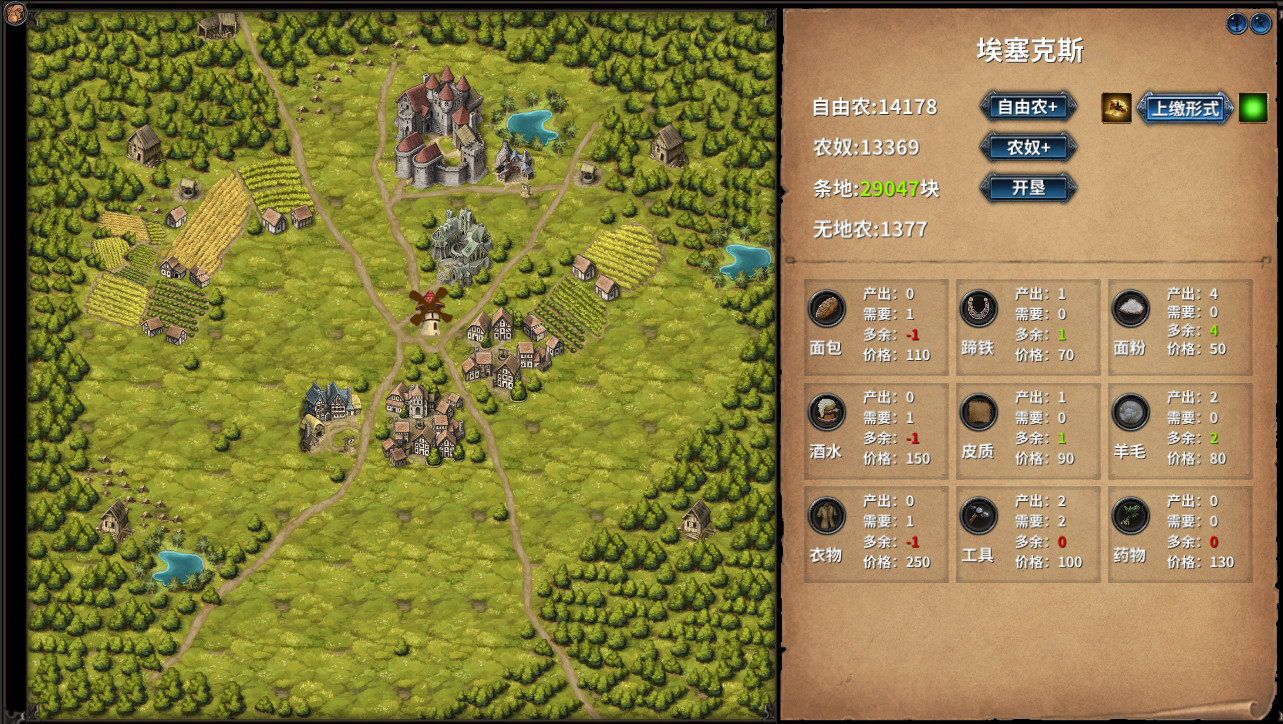 埃塞克斯
自由农:14178
自由农+
上缴形式
农奴:13369
农奴+
条地:29047块
开垦
无地农:1377
面包
产出: 0
需要: 1
多余: -1
价格: 110
蹄铁
产出: 1
需要: 0
多余: 1
价格: 70
面粉
产出: 4
需要: 0
多余: 4
价格: 50
酒水
产出: 0
需要: 1
多余: -1
价格: 150
皮质
产出: 1
需要: 0
多余: 1
价格: 90
羊毛
产出: 2
需要: 0
多余: 2
价格: 80
衣物
产出: 0
需要: 1
多余: -1
价格: 250
工具
产出: 2
需要: 2
多余: 0
价格: 100
药物
产出: 0
需要: 0
多余: 0
价格: 130